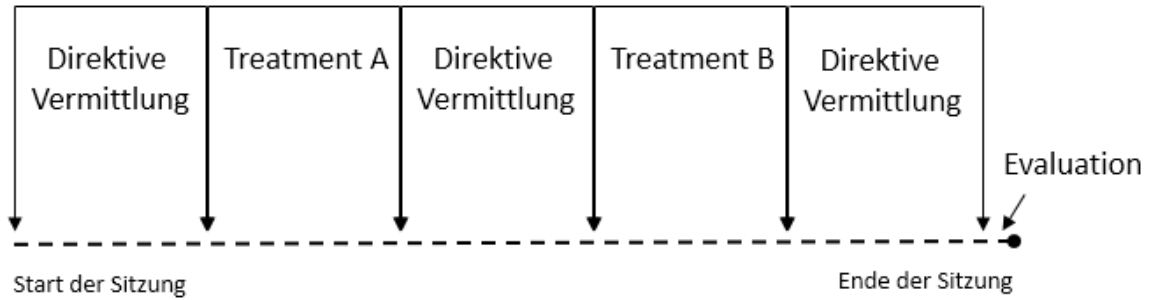 Direktive
Vermittlung
Treatment A
Direktive
Vermittlung
Treatment B
Direktive
Vermittlung
Evaluation
Start der Sitzung
Ende der Sitzung